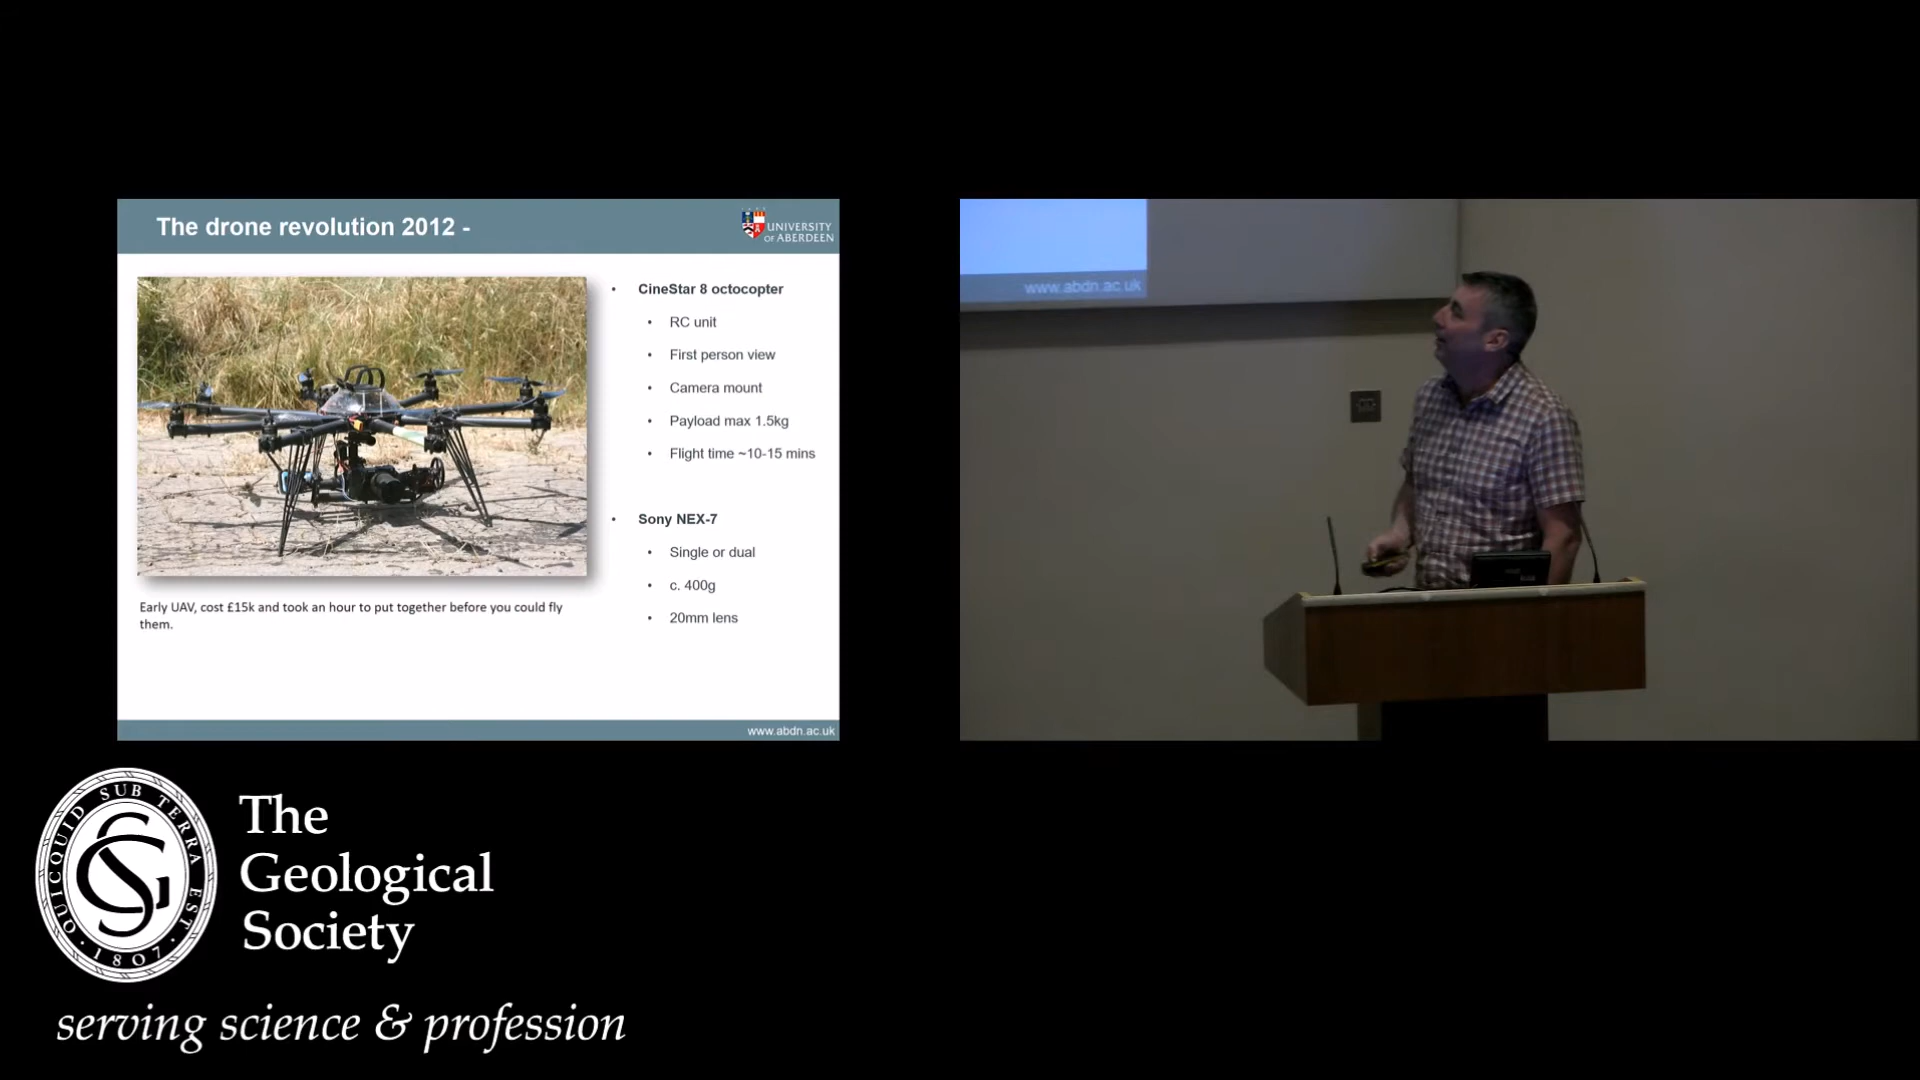 The drone revolution 2012 -
UNIVERSITY
OF ABERDEEN
• CineStar 8 octocopter
• RC unit
• First person view
• Camera mount
• Payload max 1.5kg
• Flight time ~10-15 mins
• Sony NEX-7
• Single or dual
• c. 400g
• 20mm lens
Early UAV, cost £15k and took an hour to put together before you could fly
them.
www.abdn.ac.uk
www.abdn.ac.uk
QUICQUID SUB TERRA EST
· 1807 ·
The
Geological
Society
serving science & profession